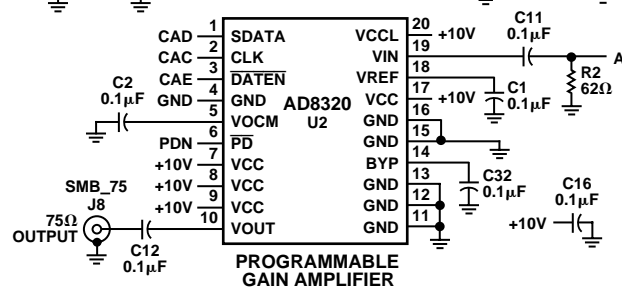 C11
0.1µF
A
R2
62Ω
CAD 1 SDATA
CAC 2 CLK
CAE 3 DATEN
GND 4 GND
5 VOCM
PDN 6 PD
+10V 7 VCC
+10V 8 VCC
+10V 9 VCC
10 VOUT
AD8320
U2
VCCL 20 +10V
VIN 19
VREF 18
VCC 17 +10V
GND 16
GND 15
BYP 14
GND 13
GND 12
GND 11
C2
0.1µF
C1
0.1µF
C32
0.1µF
C16
0.1µF
+10V
SMB_75
J8
75Ω
OUTPUT
C12
0.1µF
PROGRAMMABLE
GAIN AMPLIFIER